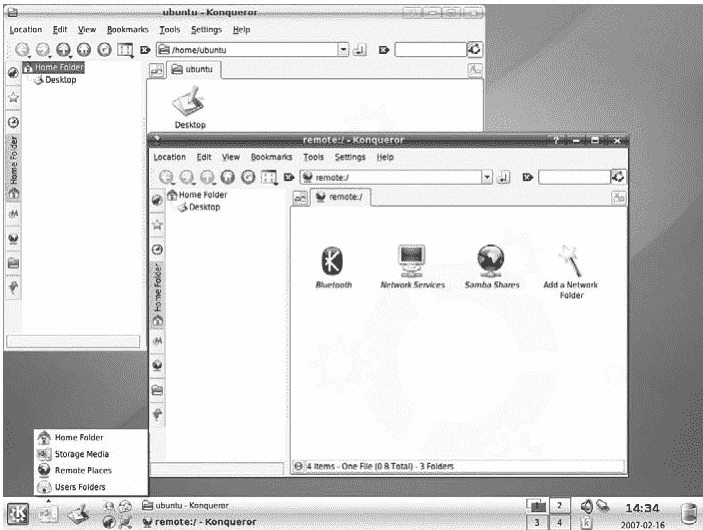 ubuntu - Konqueror
Location Edit View Bookmarks Tools Settings Help
/home/ubuntu
Home Folder
Desktop
ubuntu
Desktop
Home Folder
remote:/ - Konqueror
Location Edit View Bookmarks Tools Settings Help
remote:/
Home Folder
Desktop
remote:/
Home Folder
Bluetooth
Network Services
Samba Shares
Add a Network
Folder
4 Items - One File (0 B Total) - 3 Folders
Home Folder
Storage Media
Remote Places
Users Folders
ubuntu - Konqueror
remote:/ - Konqueror
1 2
3 4
14:34
2007-02-16